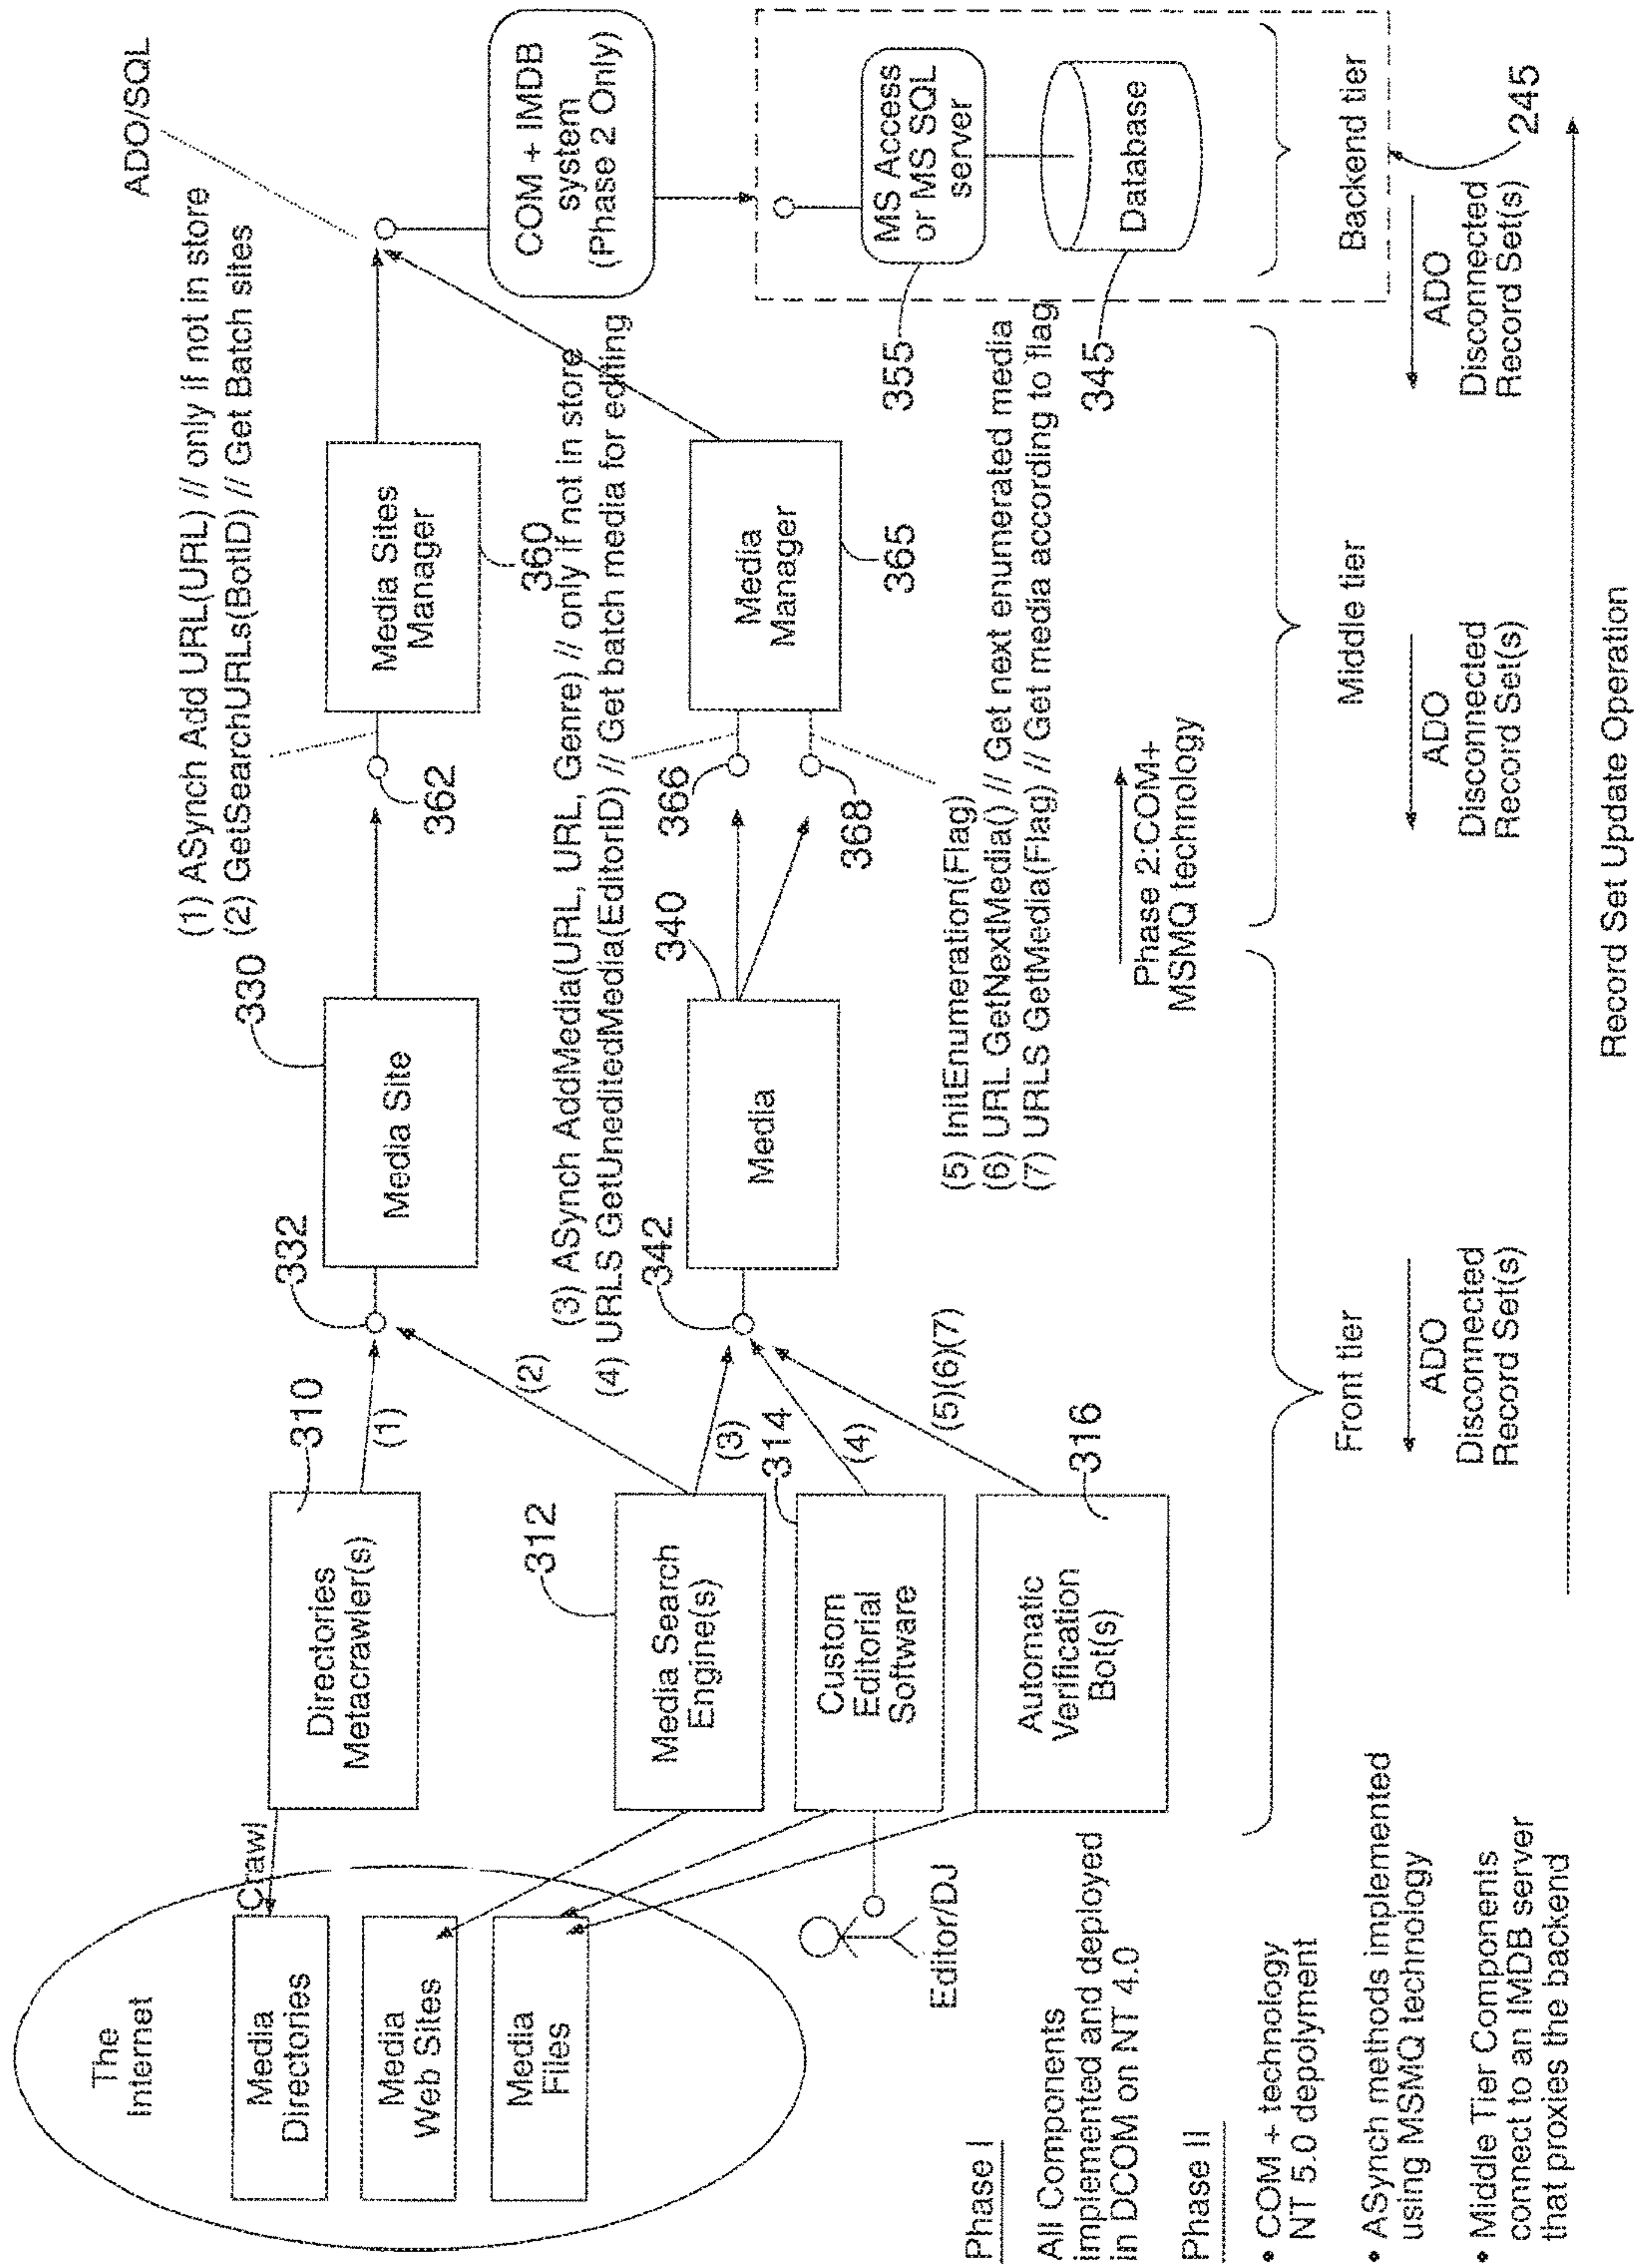 The
Internet
Media
Directories
Media
Web Sites
Media
Files
Crawl
Editor/DJ
Directories
Metacrawler(s)
310
Media Search
Engine(s)
312
Custom
Editorial
Software
314
Automatic
Verification
Bot(s)
316
(1)
(2)
(3)
(4)
(5)(6)(7)
332
330
Media Site
342
340
Media
(1) ASynch Add URL(URL) // only if not in store
(2) GetSearchURLs(BotID) // Get Batch sites
362
Media Sites
Manager
360
(3) ASynch AddMedia(URL, URL, Genre) // only if not in store
(4) URLS GetUneditedMedia(EditorID) // Get batch media for editing
366
368
Media
Manager
365
(5) InitEnumeration(Flag)
(6) URL GetNextMedia() // Get next enumerated media
(7) URLS GetMedia(Flag) // Get media according to flag
Phase 2:COM+
MSMQ technology
ADO/SQL
COM + IMDB
system
(Phase 2 Only)
MS Access
or MS SQL
server
355
Database
345
Backend tier
245
Middle tier
Front tier
ADO
Disconnected
Record Set(s)
ADO
Disconnected
Record Set(s)
ADO
Disconnected
Record Set(s)
Record Set Update Operation
Phase I
All Components
implemented and deployed
in DCOM on NT 4.0
Phase II
• COM + technology
NT 5.0 depolyment
• ASynch methods implemented
using MSMQ technology
• Middle Tier Components
connect to an IMDB server
that proxies the backend